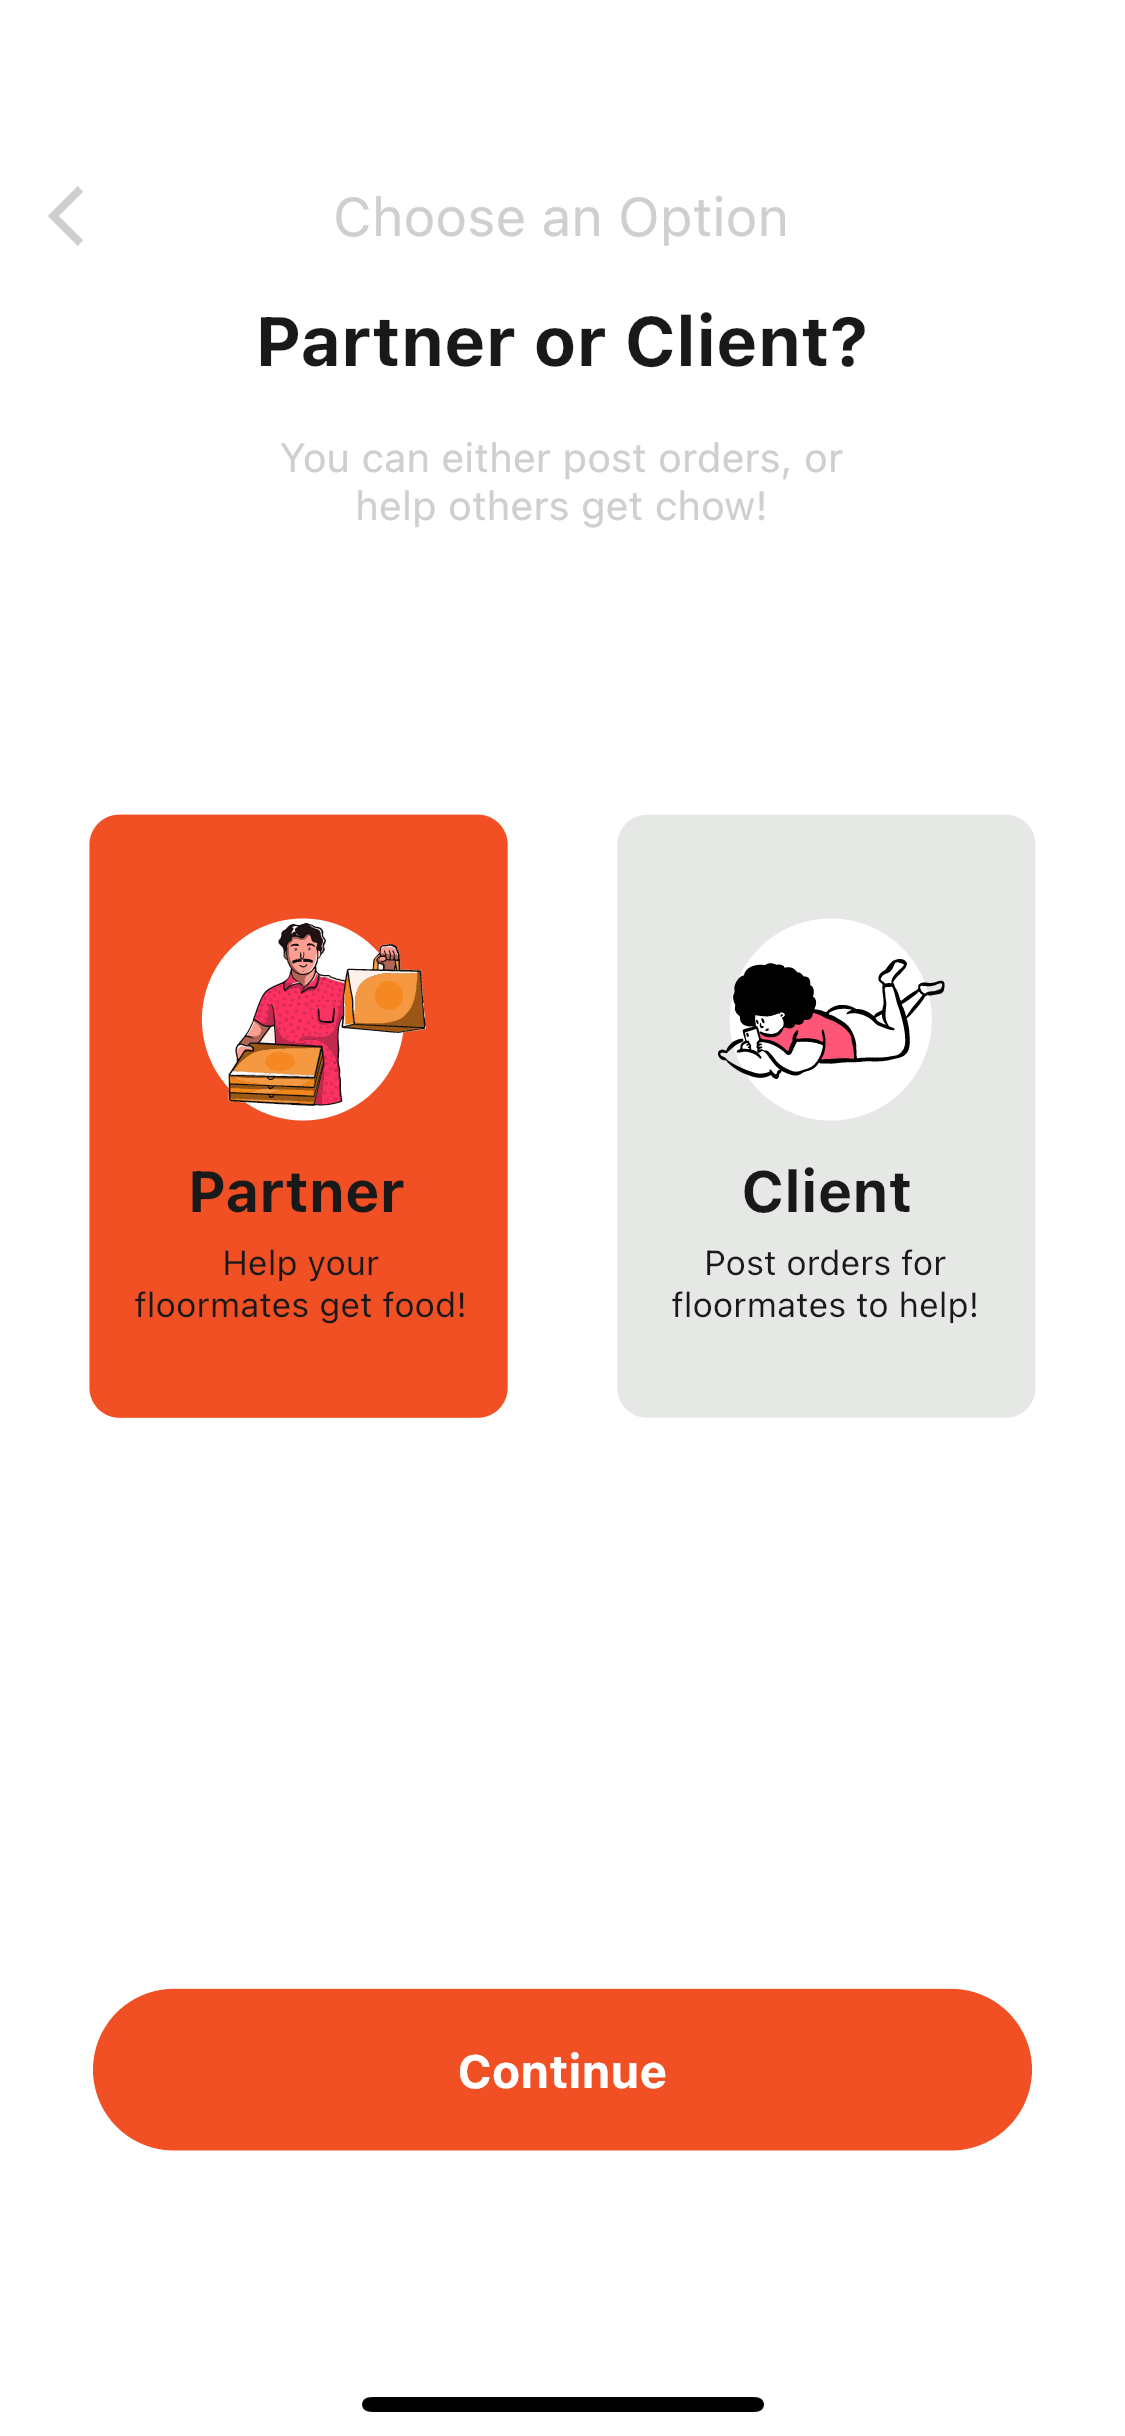 Choose an Option
Partner or Client?
You can either post orders, or
help others get chow!
Partner
Help your
floormates get food!
Client
Post orders for
floormates to help!
Continue